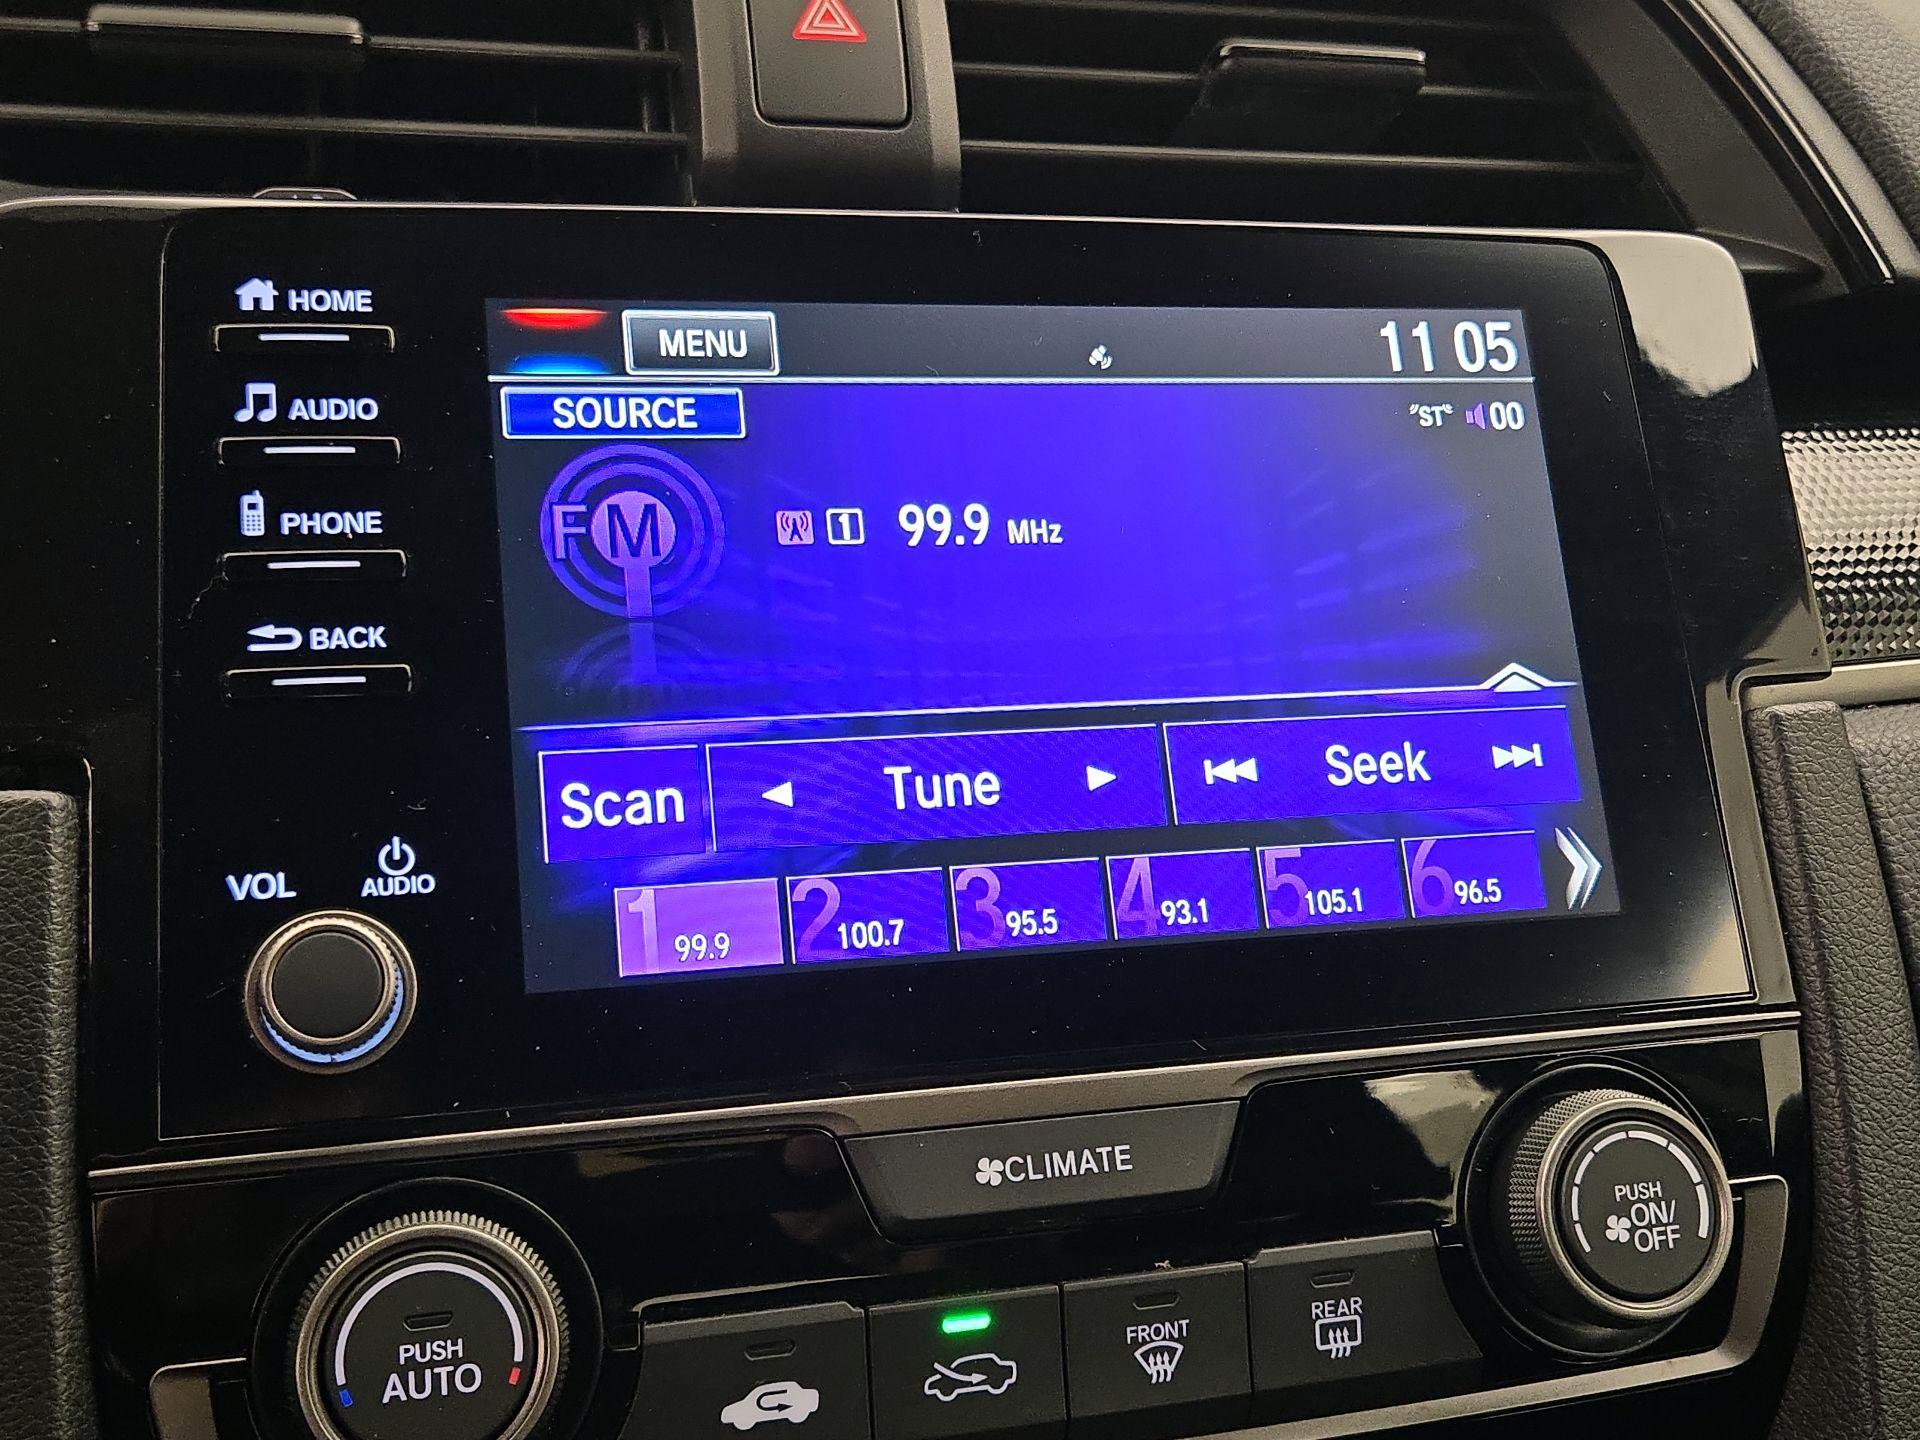 HOME
AUDIO
PHONE
BACK
VOL
AUDIO
MENU
11 05
SOURCE
ST 00
FM
1 99.9 MHz
Scan
Tune
Seek
1 99.9
2 100.7
3 95.5
4 93.1
5 105.1
6 96.5
CLIMATE
PUSH
AUTO
FRONT
REAR
PUSH
ON/
OFF